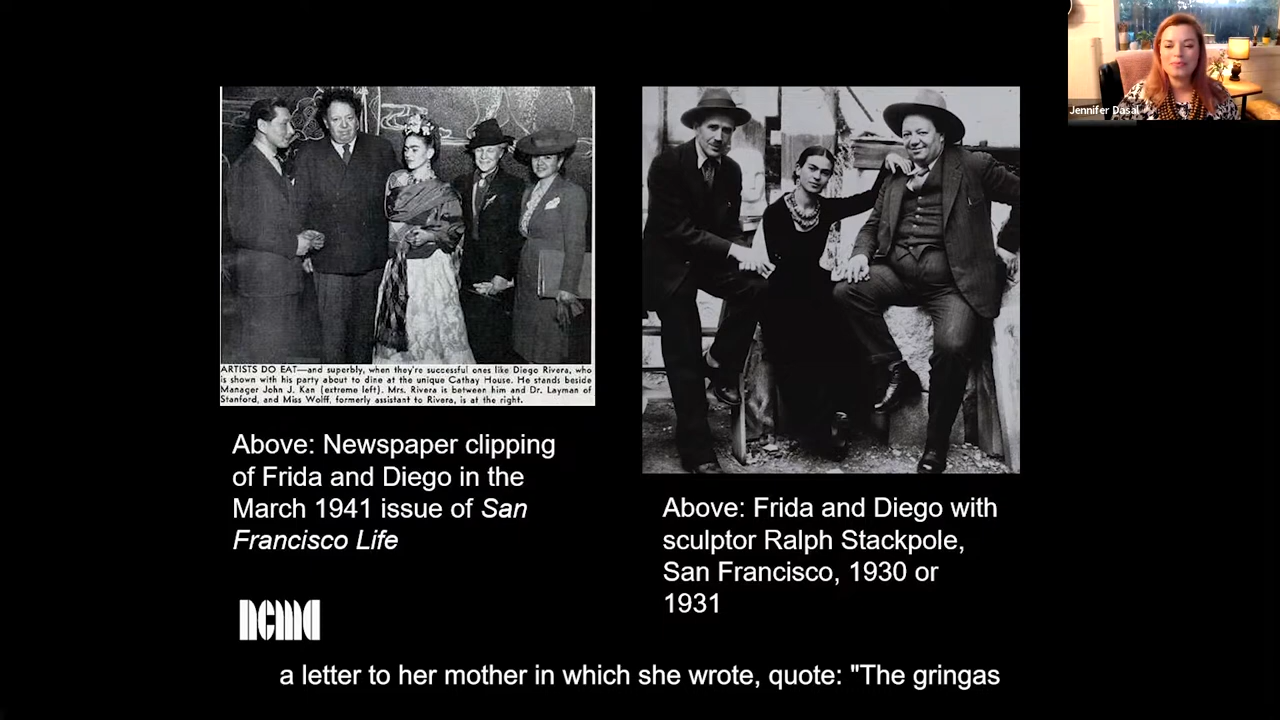 Jennifer Dasal
ARTISTS DO EAT—and superbly, when they're successful ones like Diego Rivera, who
is shown with his party about to dine at the unique Cathay House. He stands beside
Manager John J. Kan (extreme left). Mrs. Rivera is between him and Dr. Layman of
Stanford, and Miss Wolff, formerly assistant to Rivera, is at the right.
Above: Newspaper clipping
of Frida and Diego in the
March 1941 issue of San
Francisco Life
Above: Frida and Diego with
sculptor Ralph Stackpole,
San Francisco, 1930 or
1931
ncma
a letter to her mother in which she wrote, quote: "The gringas